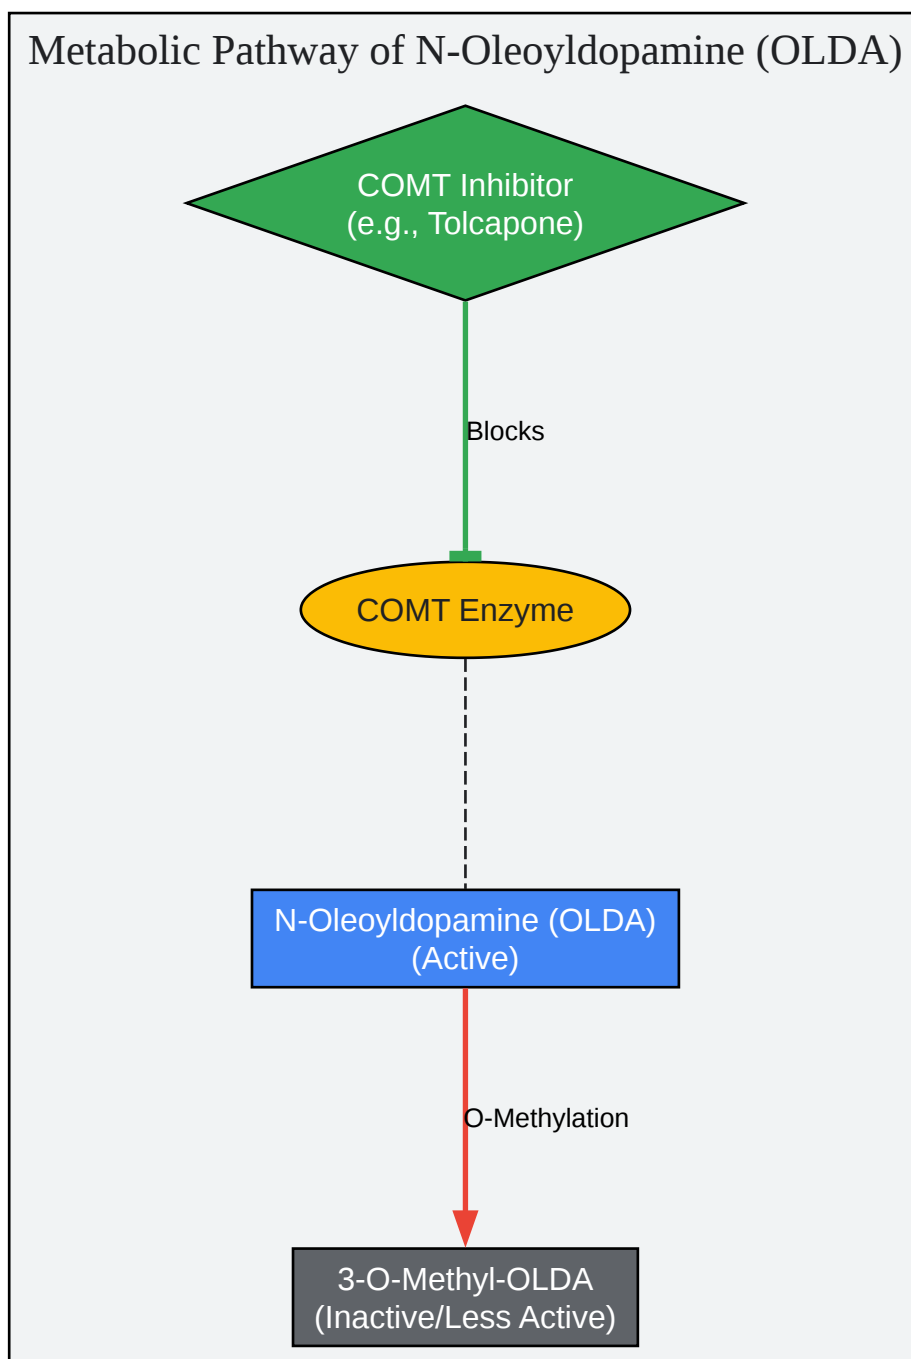 Metabolic Pathway of N-Oleoyldopamine (OLDA)
COMT Inhibitor
(e.g., Tolcapone)
Blocks
COMT Enzyme
N-Oleoyldopamine (OLDA)
(Active)
O-Methylation
3-O-Methyl-OLDA
(Inactive/Less Active)